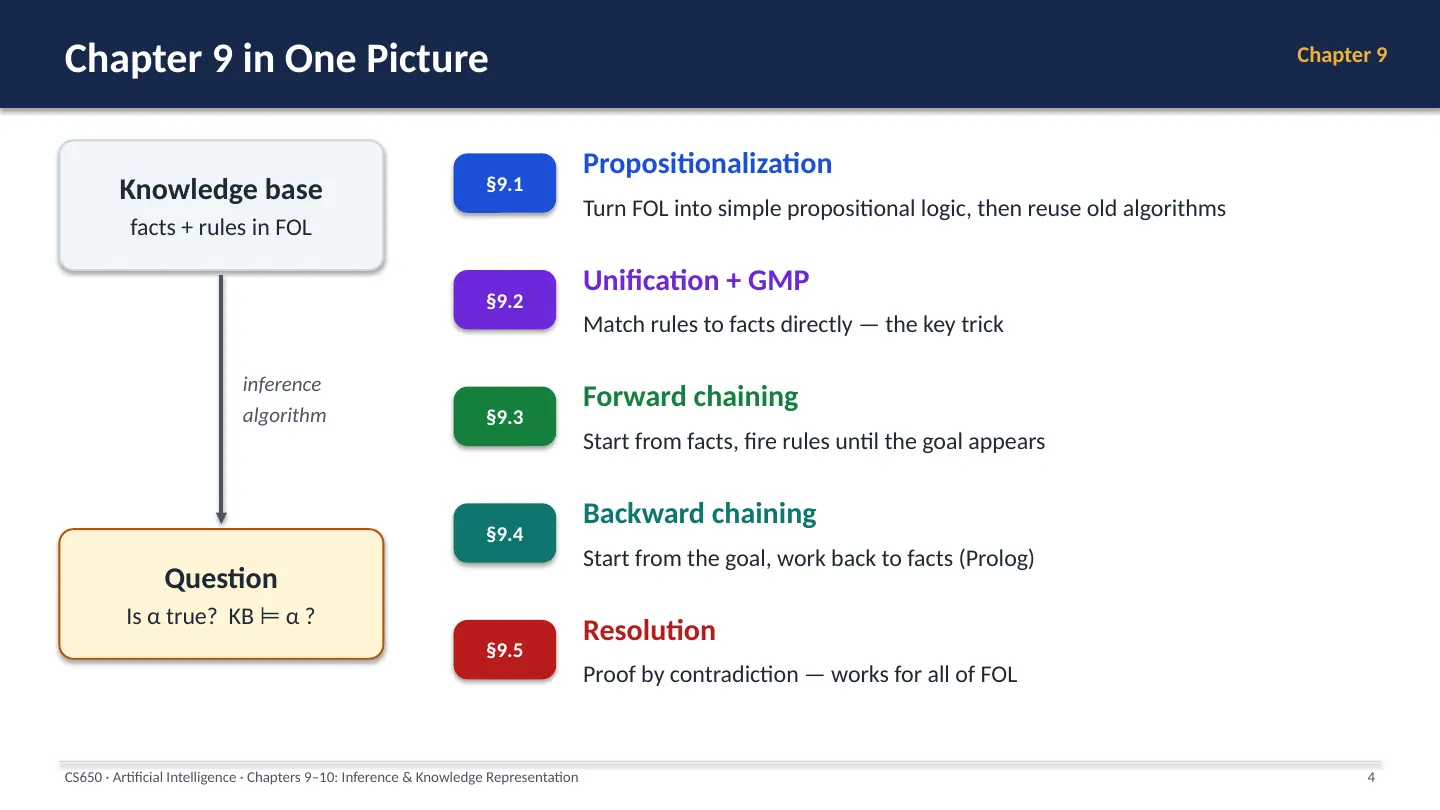 Chapter 9 in One Picture
Chapter 9
Knowledge base
facts + rules in FOL
inference
algorithm
Question
Is α true?  KB ⊨ α ?
§9.1
Propositionalization
Turn FOL into simple propositional logic, then reuse old algorithms
§9.2
Unification + GMP
Match rules to facts directly — the key trick
§9.3
Forward chaining
Start from facts, fire rules until the goal appears
§9.4
Backward chaining
Start from the goal, work back to facts (Prolog)
§9.5
Resolution
Proof by contradiction — works for all of FOL
CS650 · Artificial Intelligence · Chapters 9–10: Inference & Knowledge Representation
4